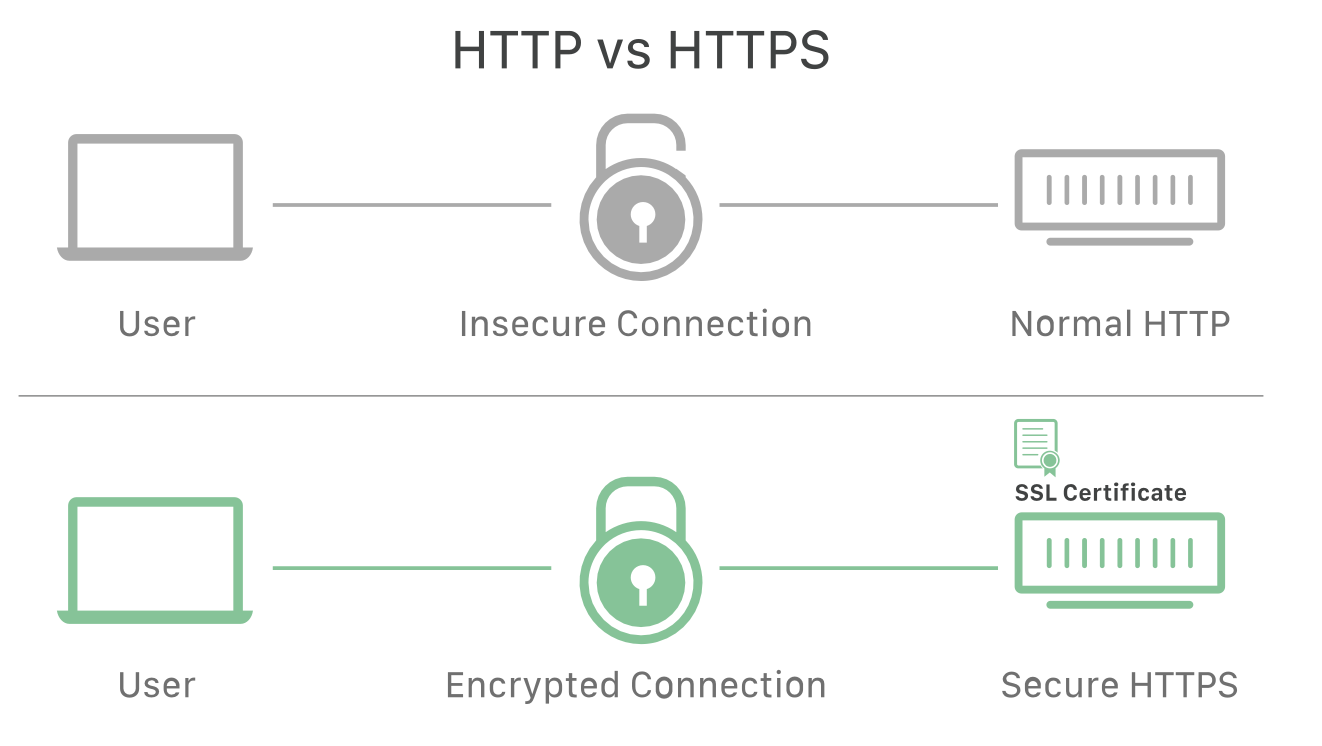 HTTP vs HTTPS
User
Insecure Connection
Normal HTTP
SSL Certificate
User
Encrypted Connection
Secure HTTPS